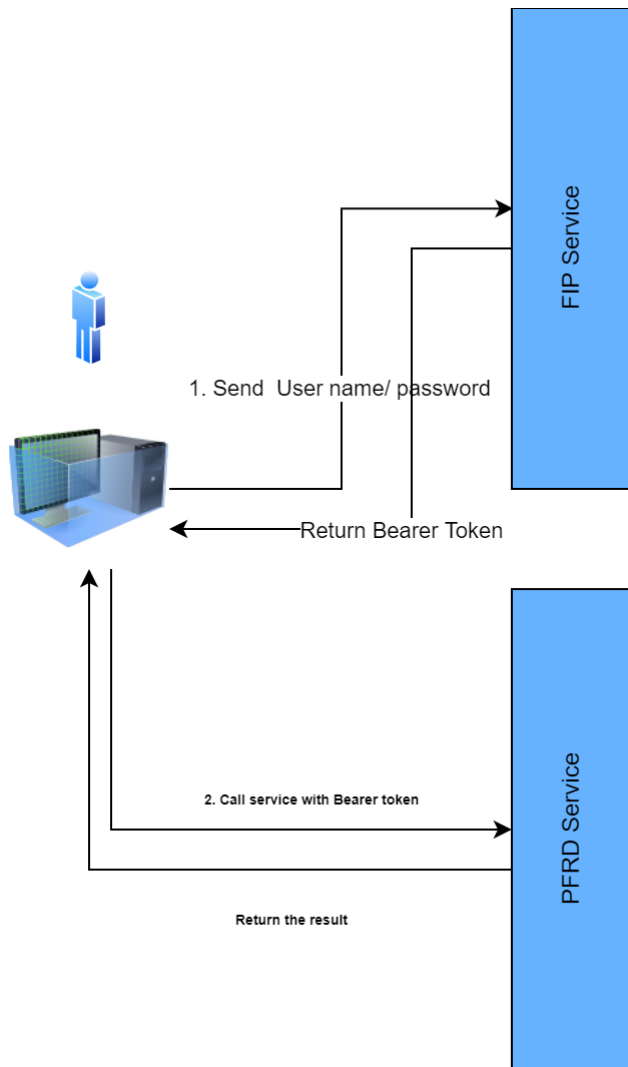 FIP Service
1. Send  User name/ password
Return Bearer Token
2. Call service with Bearer token
PFRD Service
Return the result